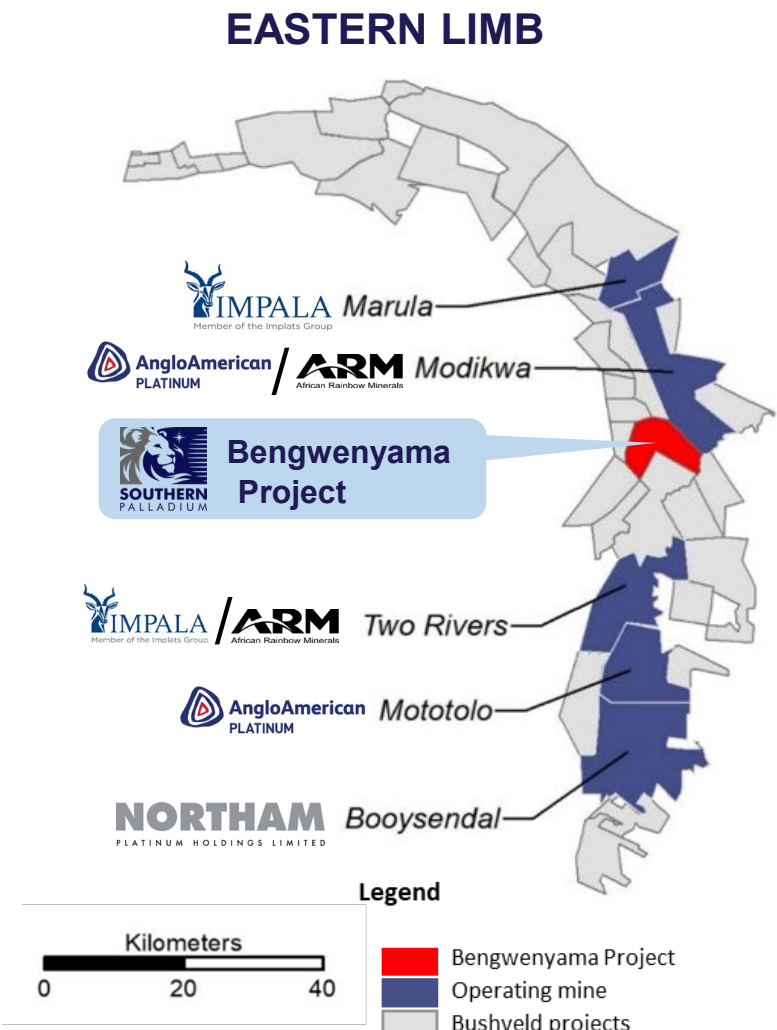 EASTERN LIMB
IMPALA
Member of the Implats Group
Marula
AngloAmerican
PLATINUM
/
ARM
African Rainbow Minerals
Modikwa
SOUTHERN
PALLADIUM
Bengwenyama
Project
IMPALA
Member of the Implats Group
/
ARM
African Rainbow Minerals
Two Rivers
AngloAmerican
PLATINUM
Mototolo
NORTHAM
PLATINUM HOLDINGS LIMITED
Booysendal
Legend
Kilometers
0 20 40
Bengwenyama Project
Operating mine
Bushveld projects